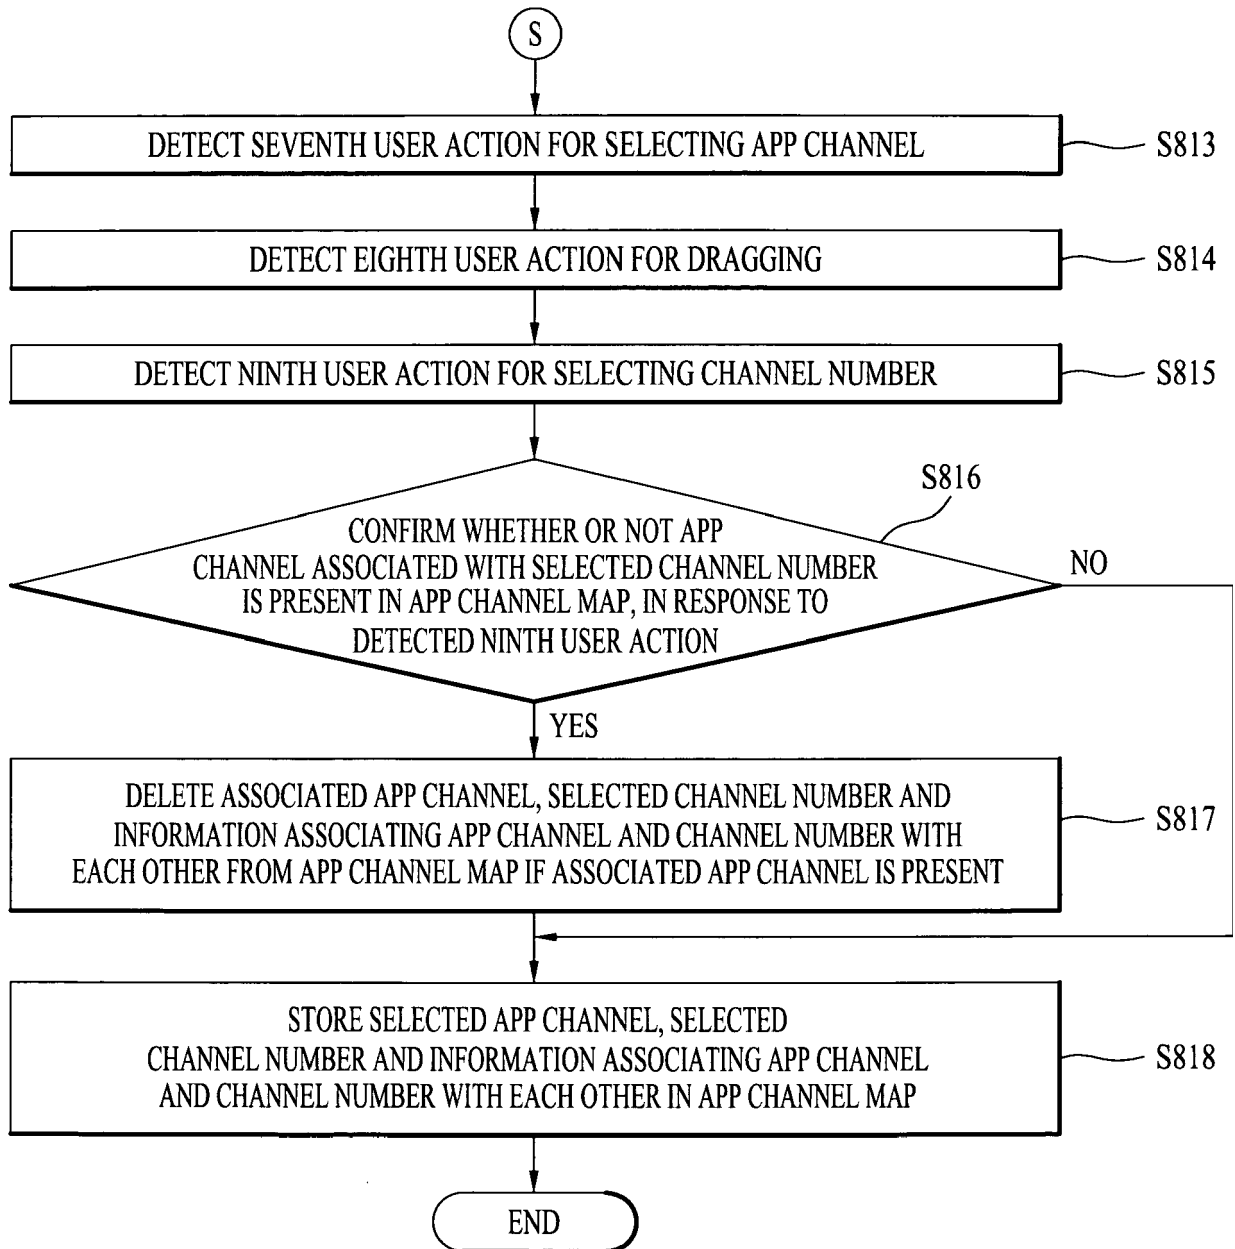 S
DETECT SEVENTH USER ACTION FOR SELECTING APP CHANNEL
S813
DETECT EIGHTH USER ACTION FOR DRAGGING
S814
DETECT NINTH USER ACTION FOR SELECTING CHANNEL NUMBER
S815
S816
CONFIRM WHETHER OR NOT APP
CHANNEL ASSOCIATED WITH SELECTED CHANNEL NUMBER
IS PRESENT IN APP CHANNEL MAP, IN RESPONSE TO
DETECTED NINTH USER ACTION
NO
YES
DELETE ASSOCIATED APP CHANNEL, SELECTED CHANNEL NUMBER AND
INFORMATION ASSOCIATING APP CHANNEL AND CHANNEL NUMBER WITH
EACH OTHER FROM APP CHANNEL MAP IF ASSOCIATED APP CHANNEL IS PRESENT
S817
STORE SELECTED APP CHANNEL, SELECTED
CHANNEL NUMBER AND INFORMATION ASSOCIATING APP CHANNEL
AND CHANNEL NUMBER WITH EACH OTHER IN APP CHANNEL MAP
S818
END